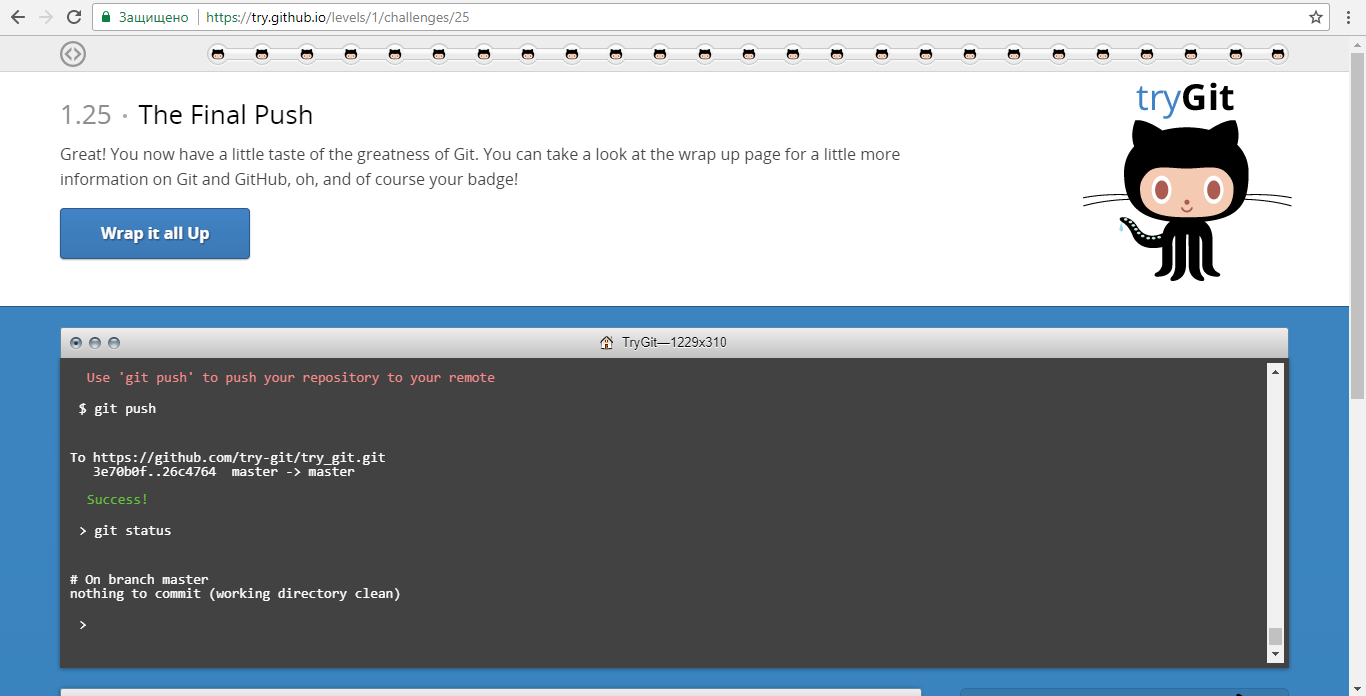 Защищено https://try.github.io/levels/1/challenges/25
tryGit
1.25 · The Final Push
Great! You now have a little taste of the greatness of Git. You can take a look at the wrap up page for a little more
information on Git and GitHub, oh, and of course your badge!
Wrap it all Up
TryGit—1229x310
Use 'git push' to push your repository to your remote
$ git push
To https://github.com/try-git/try_git.git
3e70b0f..26c4764 master -> master
Success!
> git status
# On branch master
nothing to commit (working directory clean)
>